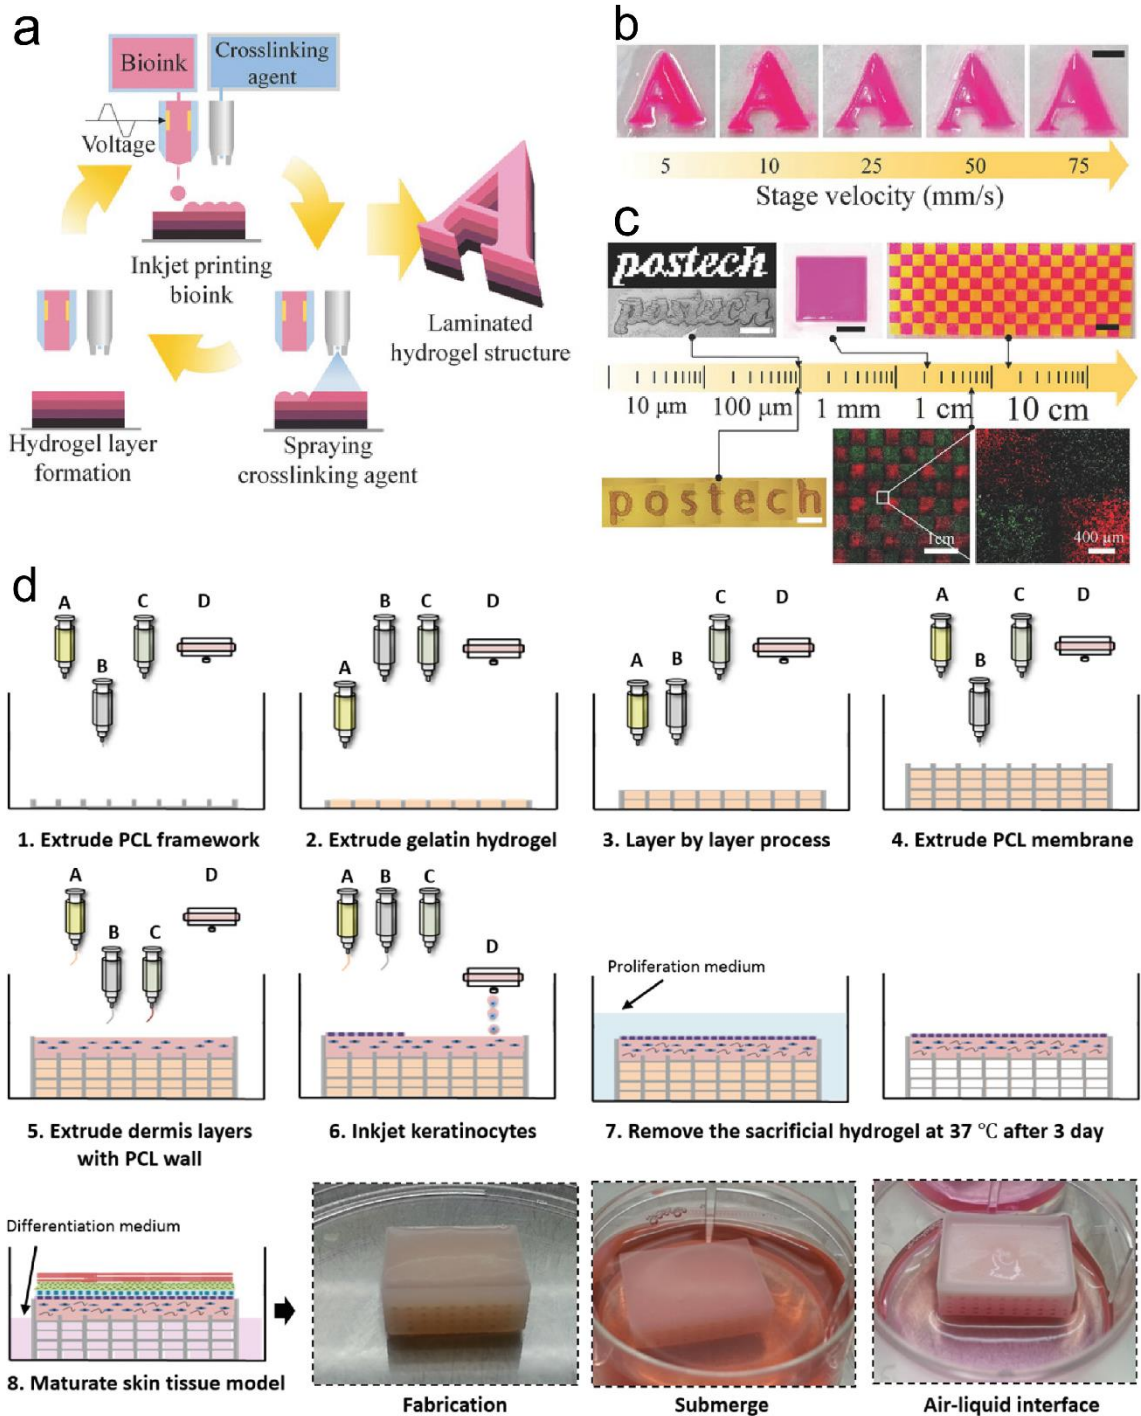 a
Bioink
Crosslinking
agent
Voltage
Inkjet printing
bioink
Laminated
hydrogel structure
Hydrogel layer
formation
Spraying
crosslinking agent
b
A A A A A
5 10 25 50 75
Stage velocity (mm/s)
c
postech
postech
10 μm 100 μm 1 mm 1 cm 10 cm
postech
1cm
400 μm
d
A B C D
1. Extrude PCL framework
A B C D
2. Extrude gelatin hydrogel
A B C D
3. Layer by layer process
A B C D
4. Extrude PCL membrane
A B C D
5. Extrude dermis layers
with PCL wall
A B C D
6. Inkjet keratinocytes
Proliferation medium
7. Remove the sacrificial hydrogel at 37 ℃ after 3 day
Differentiation medium
8. Maturate skin tissue model
Fabrication
Submerge
Air-liquid interface